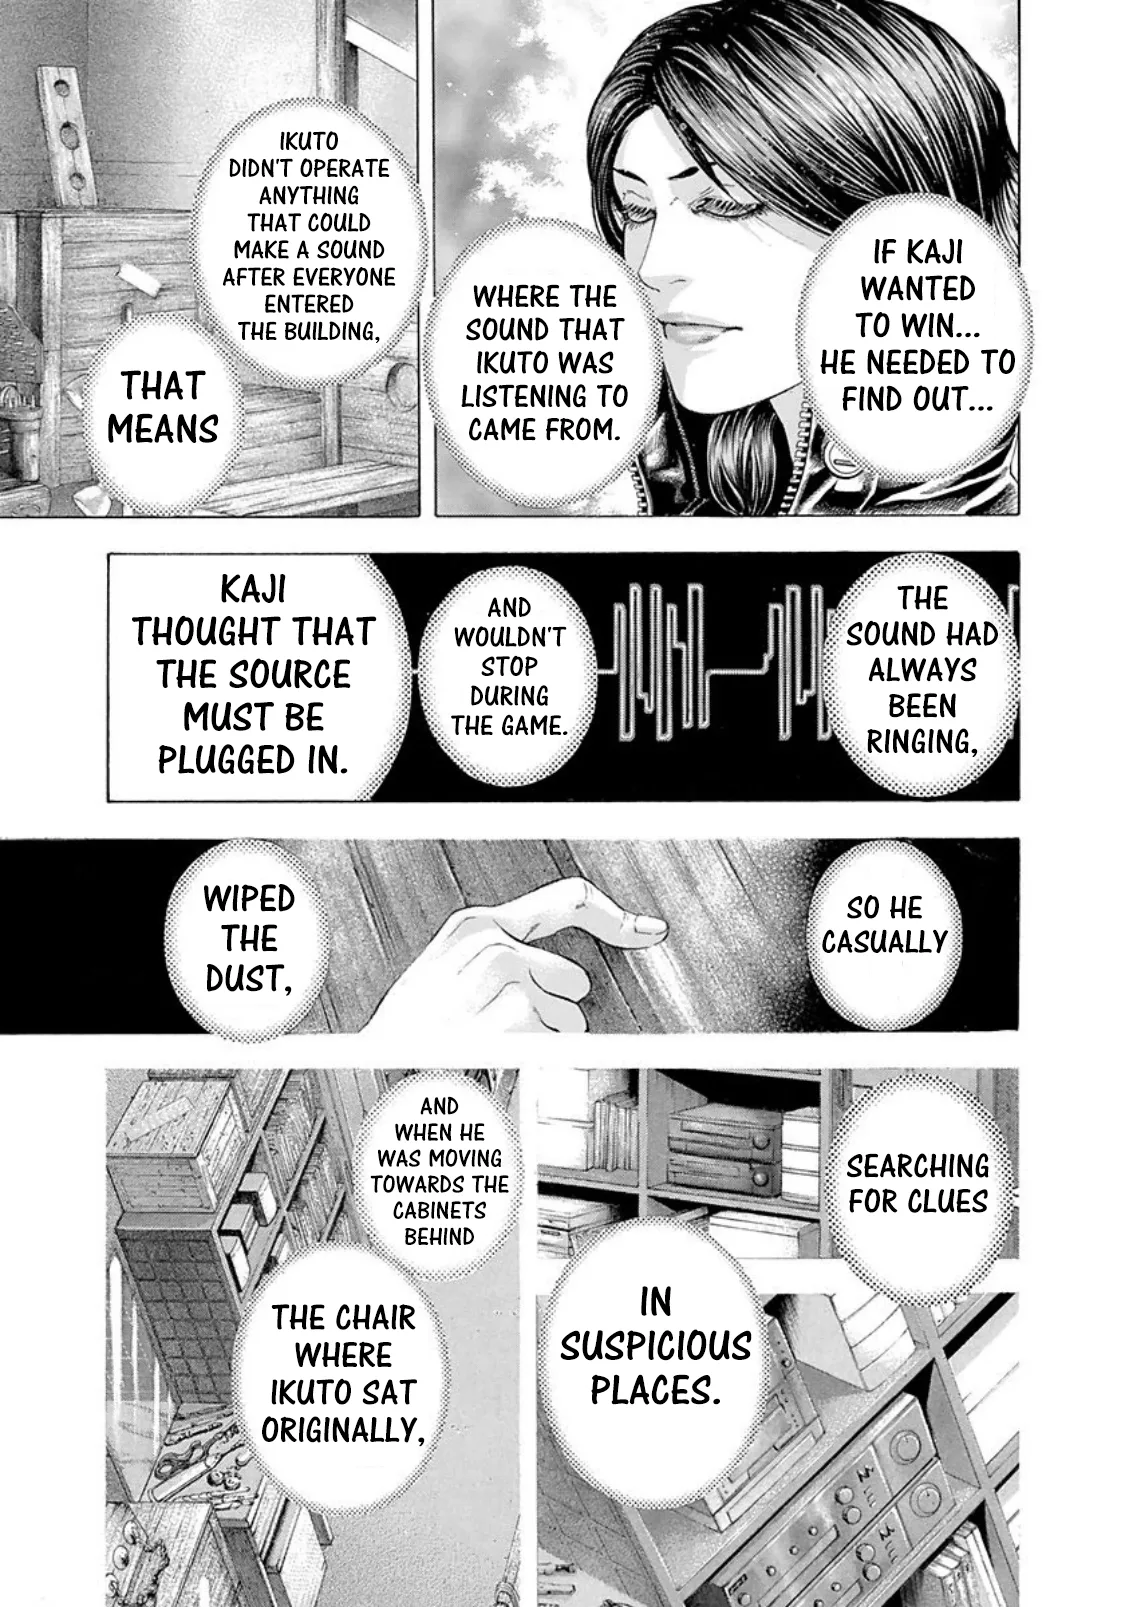 IF KAJI
WANTED
TO WIN...
HE NEEDED TO
FIND OUT...
WHERE THE
SOUND THAT
IKUTO WAS
LISTENING TO
CAME FROM.
IKUTO
DIDN'T OPERATE
ANYTHING
THAT COULD
MAKE A SOUND
AFTER EVERYONE
ENTERED
THE BUILDING,
THAT
MEANS
THE
SOUND HAD
ALWAYS
BEEN
RINGING,
AND
WOULDN'T
STOP
DURING
THE GAME.
KAJI
THOUGHT THAT
THE SOURCE
MUST BE
PLUGGED IN.
SO HE
CASUALLY
WIPED
THE
DUST,
SEARCHING
FOR CLUES
IN
SUSPICIOUS
PLACES.
AND
WHEN HE
WAS MOVING
TOWARDS THE
CABINETS
BEHIND
THE CHAIR
WHERE
IKUTO SAT
ORIGINALLY,